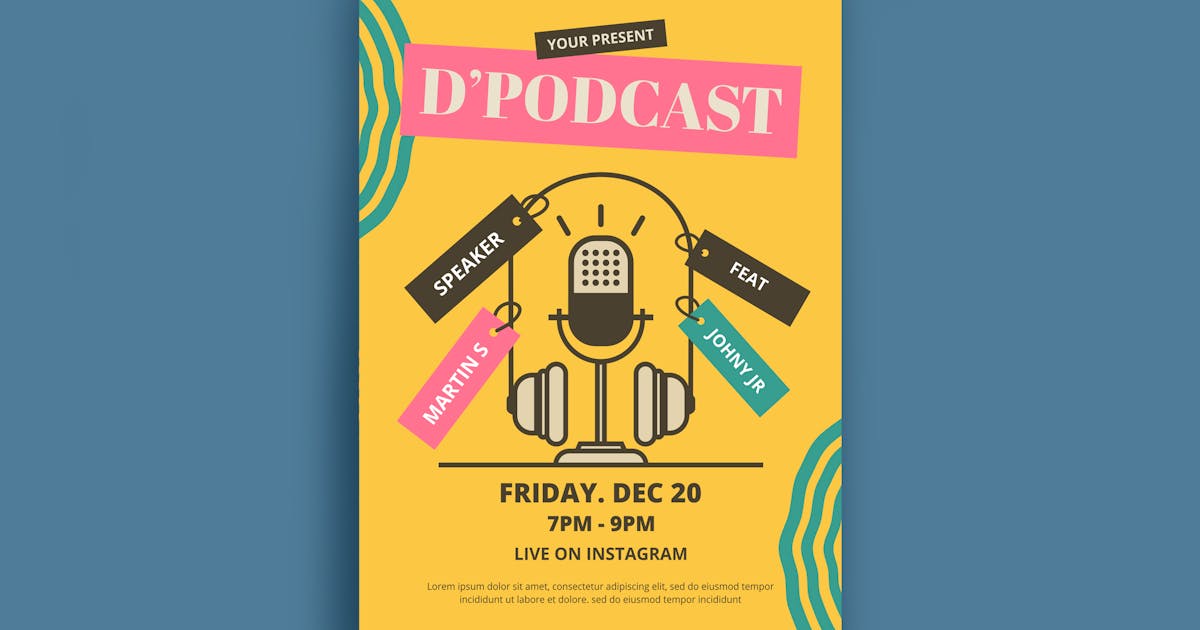 YOUR PRESENT
D’PODCAST
SPEAKER
MARTIN S
FEAT
JOHNY JR
FRIDAY. DEC 20
7PM - 9PM
LIVE ON INSTAGRAM
Lorem ipsum dolor sit amet, consectetur adipiscing elit, sed do eiusmod tempor
incididunt ut labore et dolore. sed do eiusmod tempor incididunt